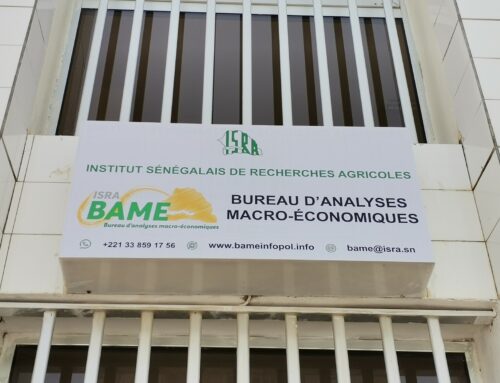 ISRA
INSTITUT SÉNÉGALAIS DE RECHERCHES AGRICOLES
ISRA
BAME
Bureau d'analyses macro-économiques
BUREAU D'ANALYSES
MACRO-ÉCONOMIQUES
+221 33 859 17 56
www.bameinfopol.info
bame@isra.sn